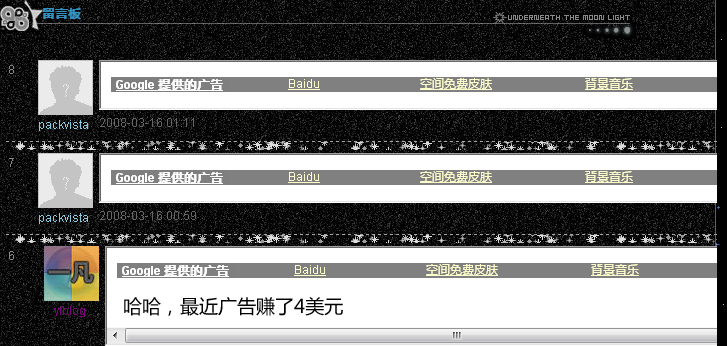 留言板
UNDERNEATH THE MOON LIGHT
8
Google 提供的广告 Baidu 空间免费皮肤 背景音乐
packvista 2008-03-16 01:11
7
Google 提供的广告 Baidu 空间免费皮肤 背景音乐
packvista 2008-03-16 00:59
6
一凡
Google 提供的广告 Baidu 空间免费皮肤 背景音乐
yiblog
哈哈，最近广告赚了4美元